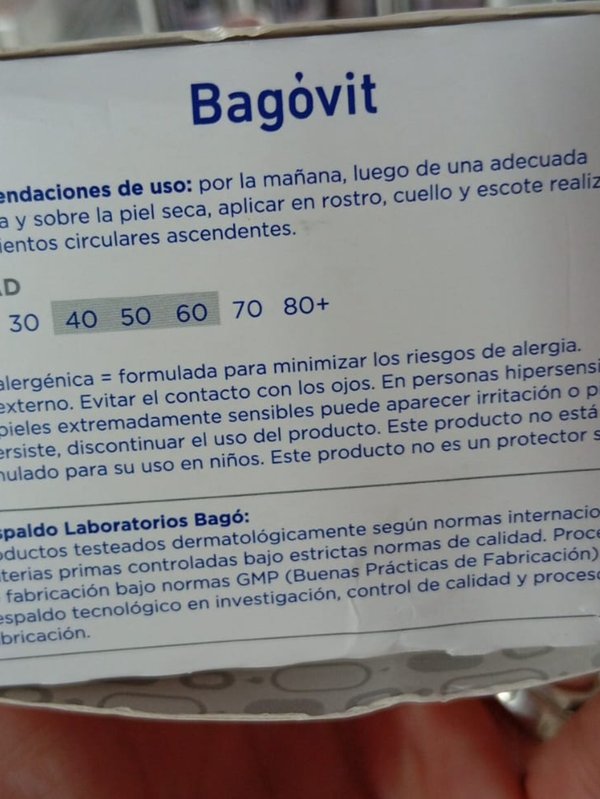 Bagóvit
endaciones de uso: por la mañana, luego de una adecuada
a y sobre la piel seca, aplicar en rostro, cuello y escote realiz
ientos circulares ascendentes.
AD
30 40 50 60 70 80+
alergénica = formulada para minimizar los riesgos de alergia.
externo. Evitar el contacto con los ojos. En personas hipersensi
pieles extremadamente sensibles puede aparecer irritación o p
ersiste, discontinuar el uso del producto. Este producto no está
mulado para su uso en niños. Este producto no es un protector s
spaldo Laboratorios Bagó:
oductos testeados dermatológicamente según normas internacio
terias primas controladas bajo estrictas normas de calidad. Proce
fabricación bajo normas GMP (Buenas Prácticas de Fabricación)
espaldo tecnológico en investigación, control de calidad y proceso
bricación.